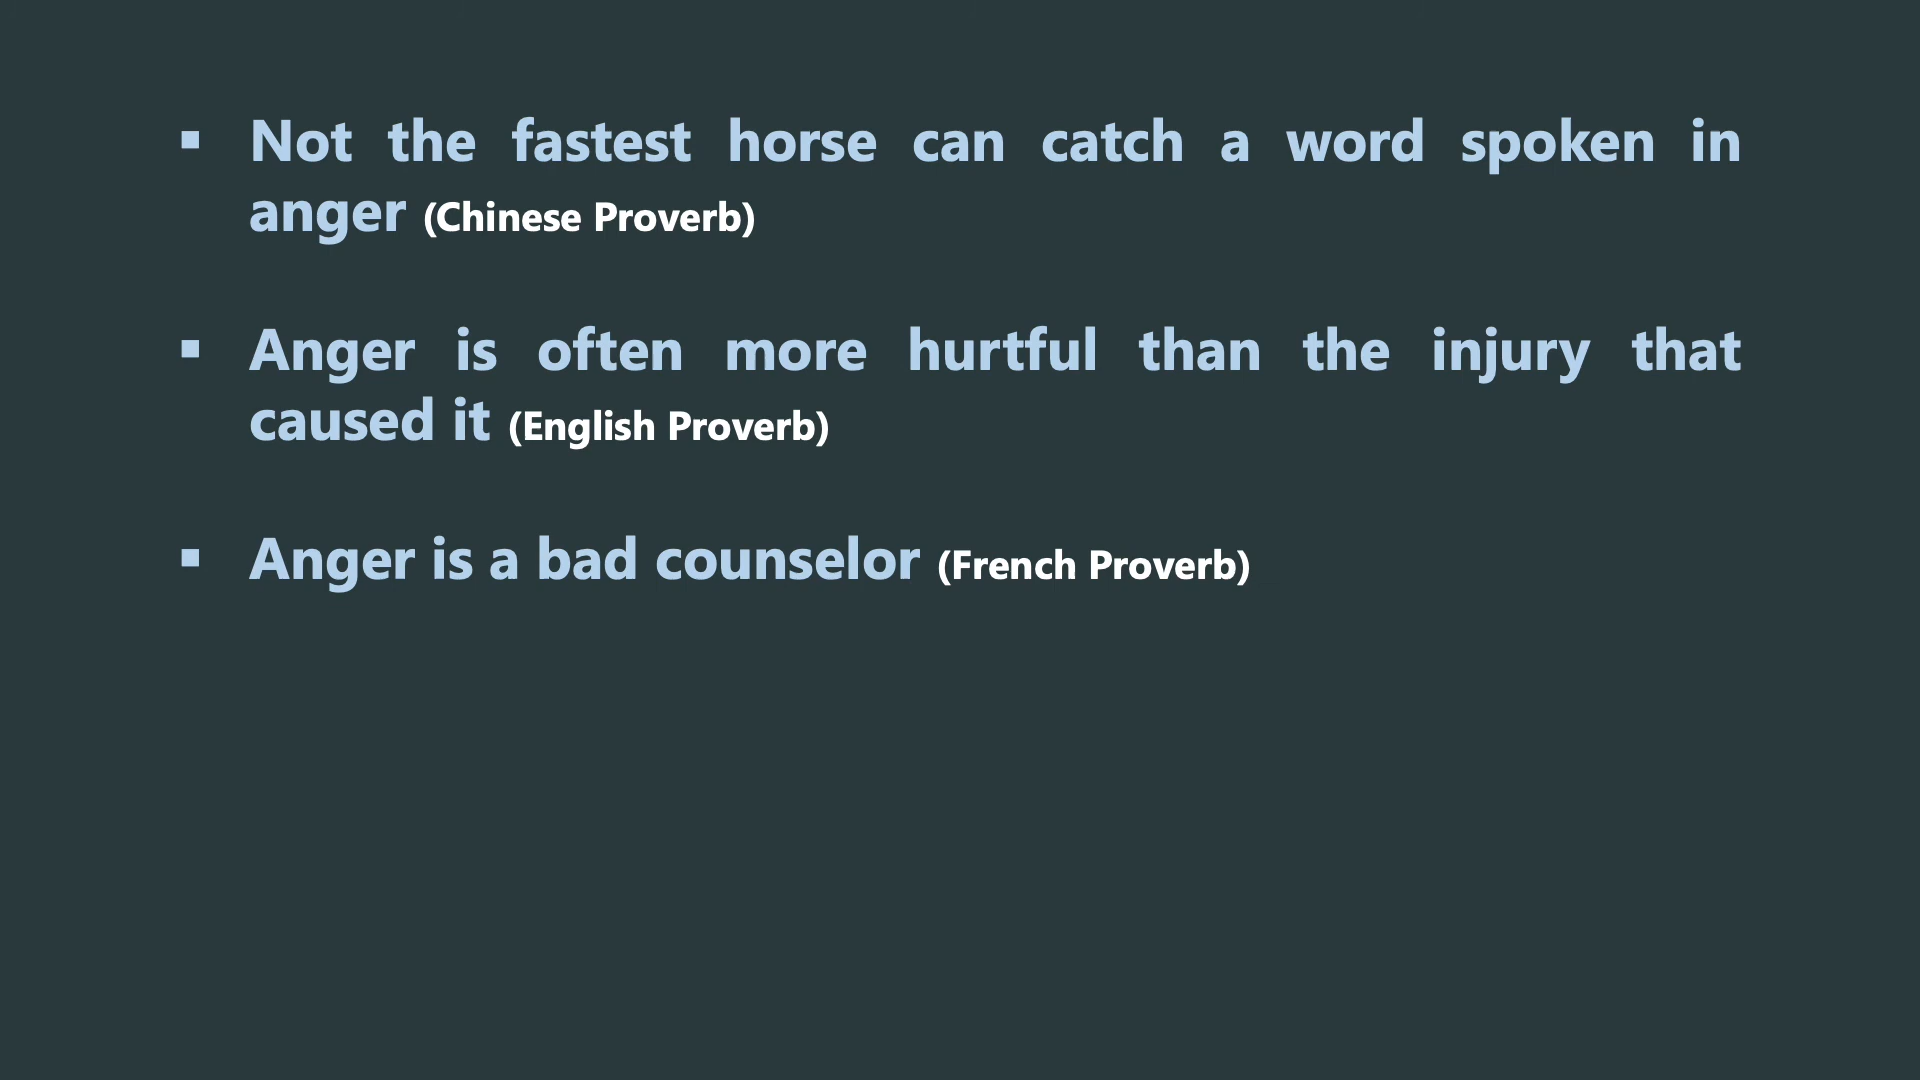 ▪ Not the fastest horse can catch a word spoken in
anger (Chinese Proverb)
▪ Anger is often more hurtful than the injury that
caused it (English Proverb)
▪ Anger is a bad counselor (French Proverb)